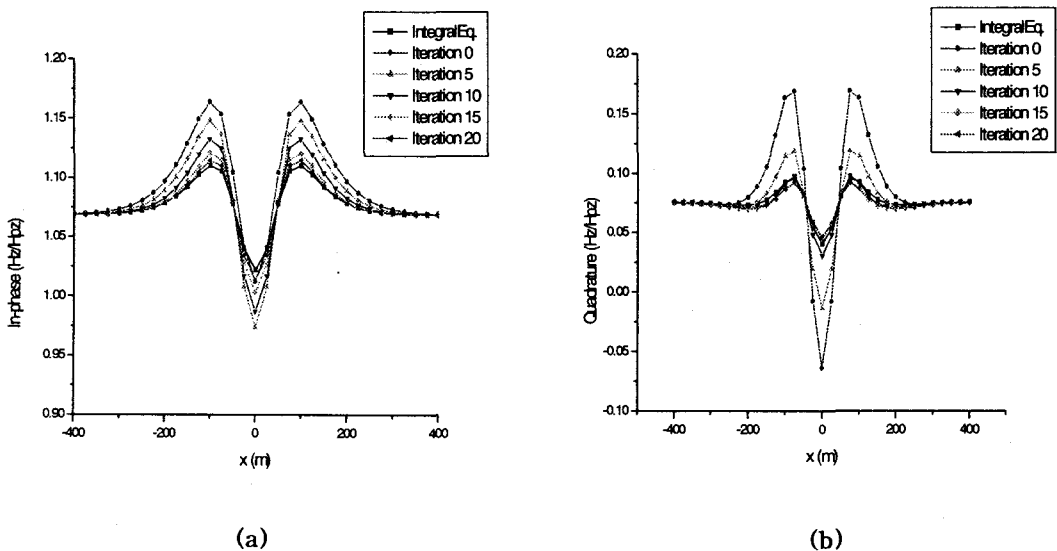 IntegralEq.
Iteration 0
Iteration 5
Iteration 10
Iteration 15
Iteration 20
1.20
1.15
1.10
1.05
1.00
0.95
0.90
In-phase (Hz/Hpz)
-400
-200
0
200
400
x (m)
(a)
IntegralEq.
Iteration 0
Iteration 5
Iteration 10
Iteration 15
Iteration 20
0.20
0.15
0.10
0.05
0.00
-0.05
-0.10
Quadrature (Hz/Hpz)
-400
-200
0
200
400
x (m)
(b)